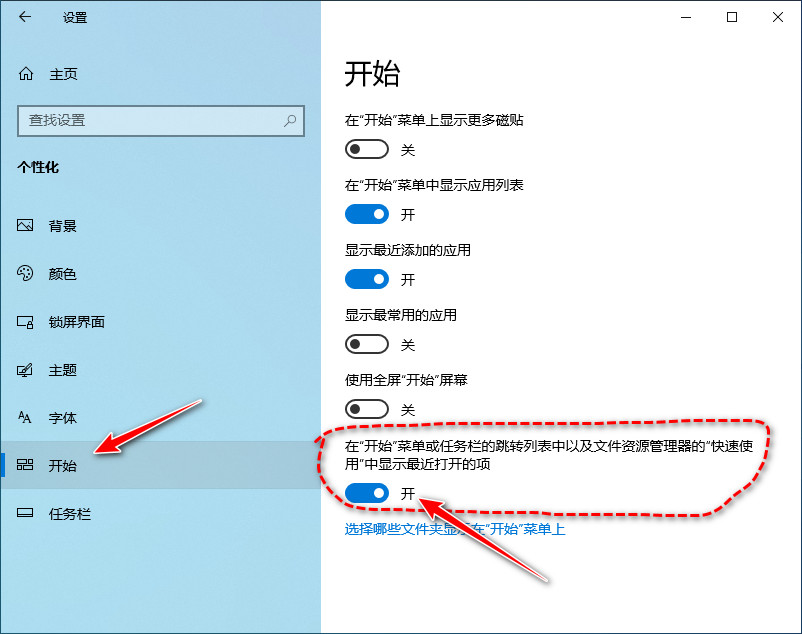 设置
主页
查找设置
个性化
背景
颜色
锁屏界面
主题
字体
开始
任务栏
开始
在"开始"菜单上显示更多磁贴
关
在"开始"菜单中显示应用列表
开
显示最近添加的应用
开
显示最常用的应用
关
使用全屏"开始"屏幕
关
在"开始"菜单或任务栏的跳转列表中以及文件资源管理器的"快速使
用"中显示最近打开的项
开
选择哪些文件夹显示在"开始"菜单上